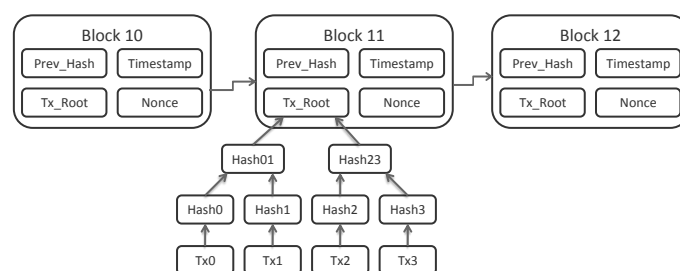 Block 10
Block 11
Block 12
Prev_Hash
Timestamp
Prev_Hash
Timestamp
Prev_Hash
Timestamp
Tx_Root
Nonce
Tx_Root
Nonce
Tx_Root
Nonce
Hash01
Hash23
Hash0
Hash1
Hash2
Hash3
Tx0
Tx1
Tx2
Tx3